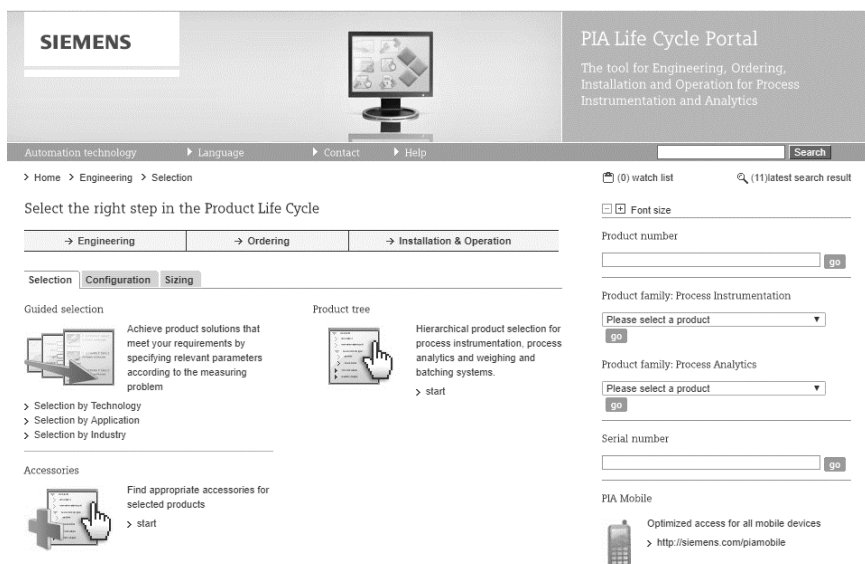 SIEMENS
PIA Life Cycle Portal
The tool for Engineering, Ordering,
Installation and Operation for Process
Instrumentation and Analytics
Automation technology Language Contact Help Search
> Home > Engineering > Selection
(0) watch list (11)latest search result
Select the right step in the Product Life Cycle
→ Engineering → Ordering → Installation & Operation
Selection Configuration Sizing
Guided selection
Achieve product solutions that
meet your requirements by
specifying relevant parameters
according to the measuring
problem
> Selection by Technology
> Selection by Application
> Selection by Industry
Product tree
Hierarchical product selection for
process instrumentation, process
analytics and weighing and
batching systems.
> start
Accessories
Find appropriate accessories for
selected products
> start
Font size
Product number
go
Product family: Process Instrumentation
Please select a product
go
Product family: Process Analytics
Please select a product
go
Serial number
go
PIA Mobile
Optimized access for all mobile devices
> http://siemens.com/piamobile